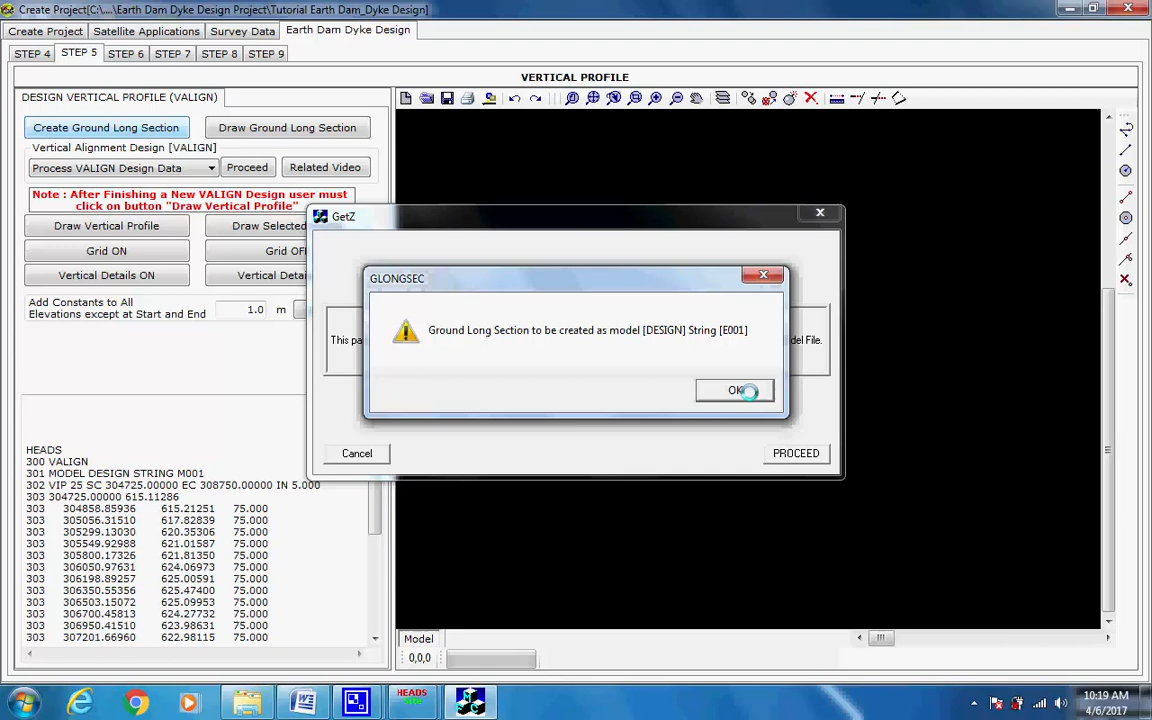 Create Project[C:\...\Earth Dam Dyke Design Project\Tutorial Earth Dam_Dyke Design]
Create Project Satellite Applications Survey Data Earth Dam Dyke Design
STEP 4 STEP 5 STEP 6 STEP 7 STEP 8 STEP 9
VERTICAL PROFILE
DESIGN VERTICAL PROFILE (VALIGN)
Create Ground Long Section Draw Ground Long Section
Vertical Alignment Design [VALIGN]
Process VALIGN Design Data Proceed Related Video
Note : After Finishing a New VALIGN Design user must
click on button "Draw Vertical Profile"
Draw Vertical Profile Draw Selected
Grid ON Grid OF
Vertical Details ON Vertical Detai
Add Constants to All
Elevations except at Start and End 1.0 m
GetZ
GLONGSEC
Ground Long Section to be created as model [DESIGN] String [E001]
OK
This pa del File.
Cancel PROCEED
HEADS
300 VALIGN
301 MODEL DESIGN STRING M001
302 VIP 25 SC 304725.00000 EC 308750.00000 IN 5.000
303 304725.00000 615.11286
303 304858.85936 615.21251 75.000
303 305056.31510 617.82839 75.000
303 305299.13030 620.35306 75.000
303 305549.92988 621.01587 75.000
303 305800.17326 621.81350 75.000
303 306050.97631 624.06973 75.000
303 306198.89257 625.00591 75.000
303 306350.55356 625.47400 75.000
303 306503.15072 625.09953 75.000
303 306700.45813 624.27732 75.000
303 306950.41315 623.98631 75.000
303 307201.66960 622.98115 75.000
Model
0,0,0
HEADS
10:19 AM
4/6/2017